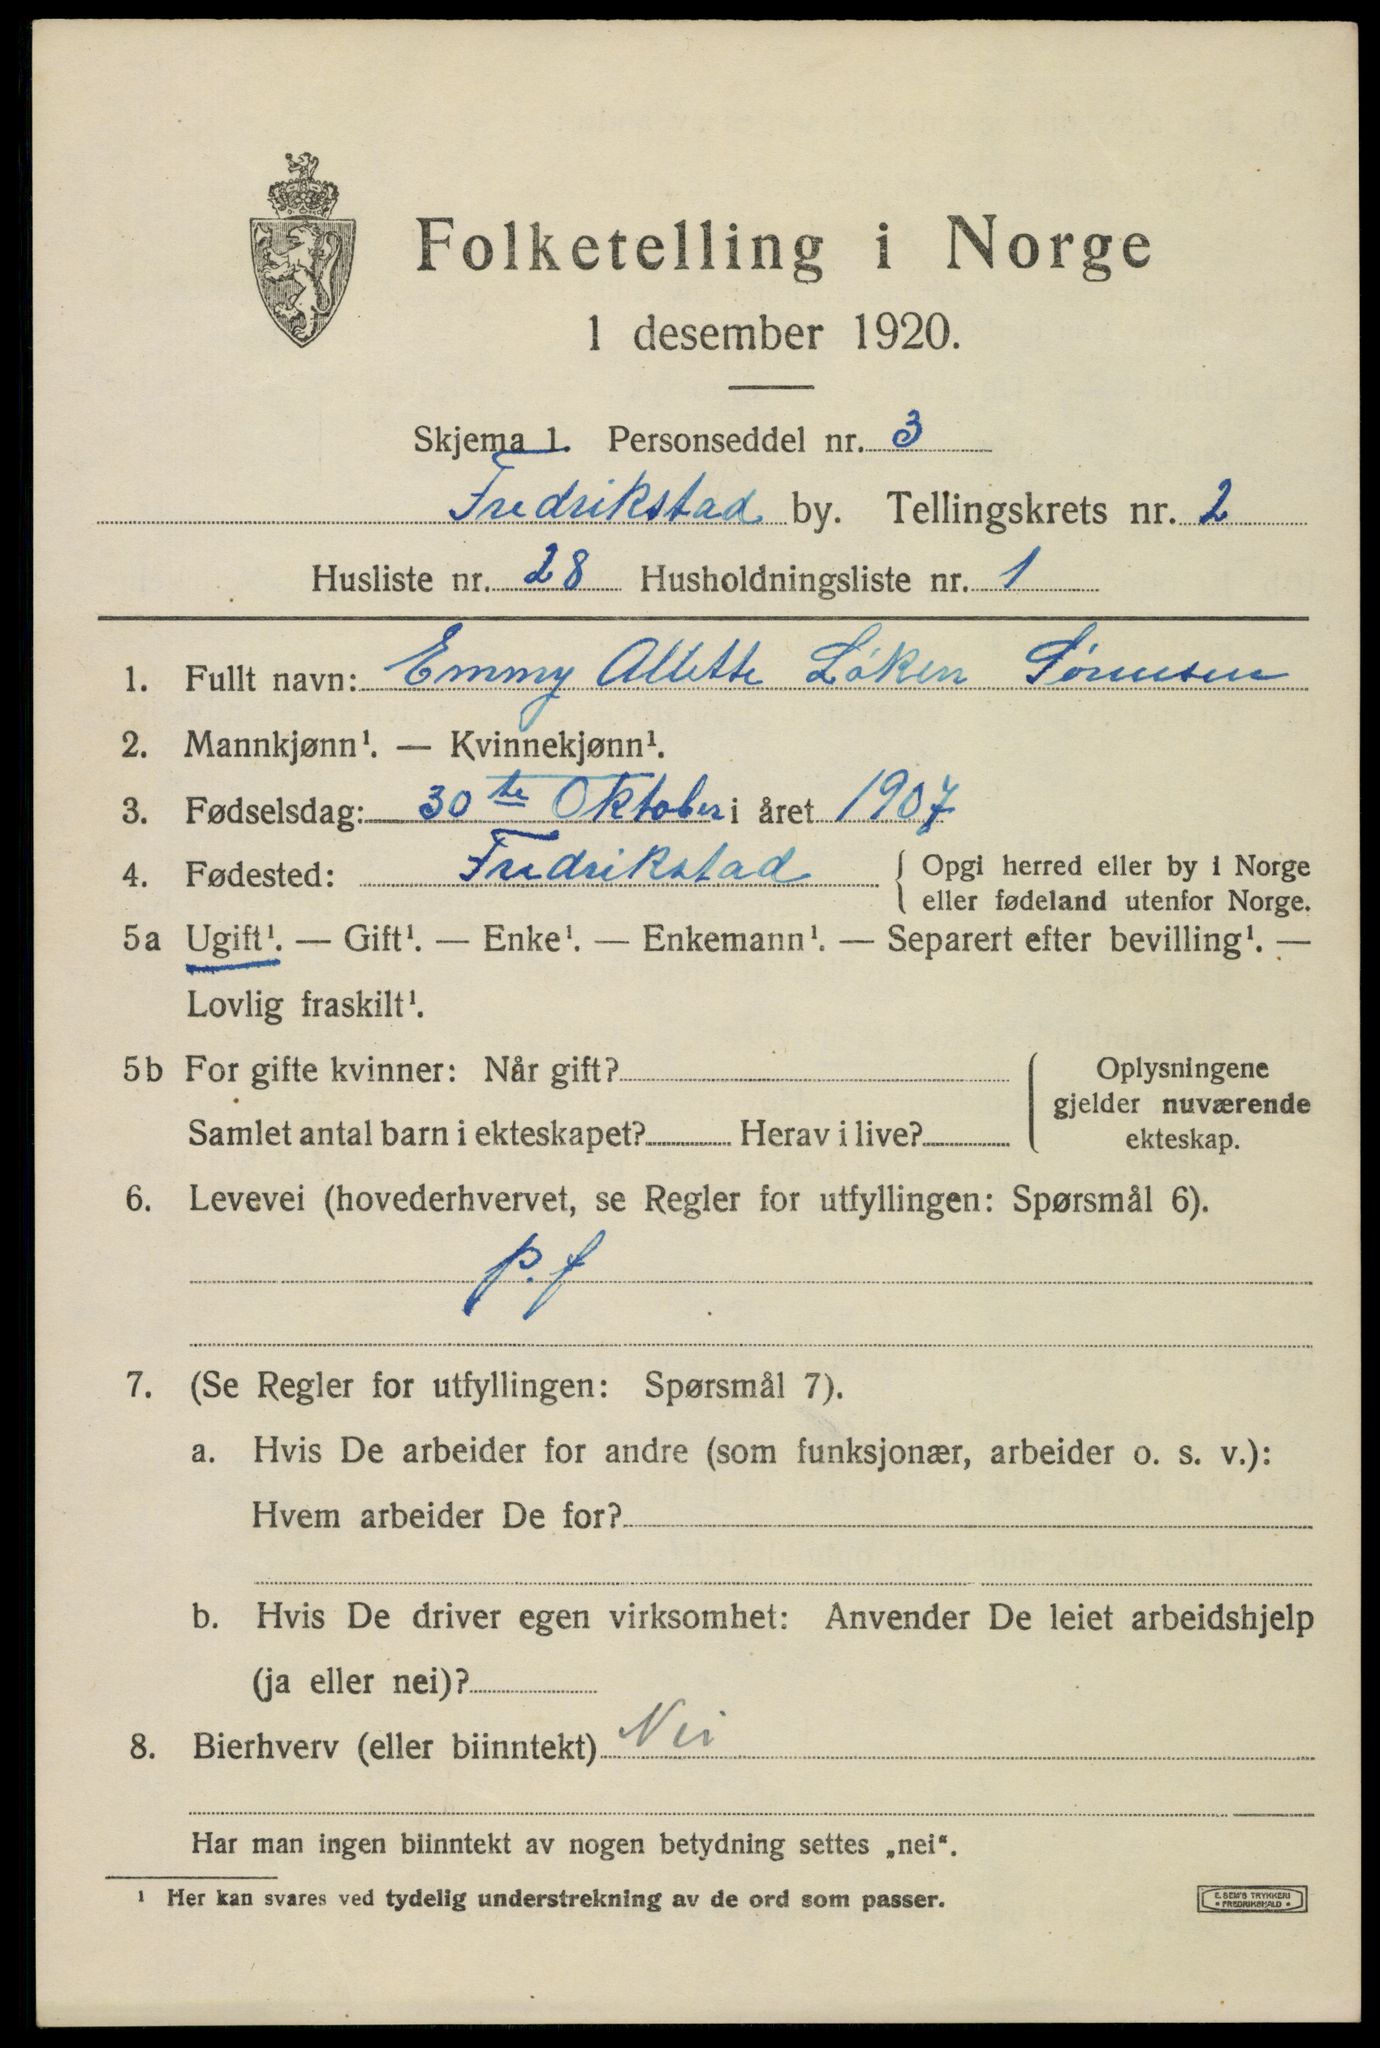 Folketelling i Norge
1 desember 1920.
Skjema 1. Personseddel nr. 3
Fredrikstad by. Tellingskrets nr. 2
Husliste nr. 28 Husholdningsliste nr. 1
1. Fullt navn: Emmy Allette Løken Sørensen
2. Mannkjønn¹. — Kvinnekjønn¹.
3. Fødselsdag: 30te Oktober i året 1907
4. Fødested: Fredrikstad { Opgi herred eller by i Norge
eller fødeland utenfor Norge.
5a Ugift¹. — Gift¹. — Enke¹. — Enkemann¹. — Separert efter bevilling¹. —
Lovlig fraskilt¹.
5b For gifte kvinner: Når gift? { Oplysningene
gjelder nuværende
Samlet antal barn i ekteskapet? Herav i live? ekteskap.
6. Levevei (hovederhvervet, se Regler for utfyllingen: Spørsmål 6).
p.f
7. (Se Regler for utfyllingen: Spørsmål 7).
a. Hvis De arbeider for andre (som funksjonær, arbeider o. s. v.):
Hvem arbeider De for?
b. Hvis De driver egen virksomhet: Anvender De leiet arbeidshjelp
(ja eller nei)?
8. Bierhverv (eller biinntekt) Nei
Har man ingen biinntekt av nogen betydning settes „nei“.
¹ Her kan svares ved tydelig understrekning av de ord som passer.
E. SEM'S TRYKKERI
• FREDRIKSHALD •